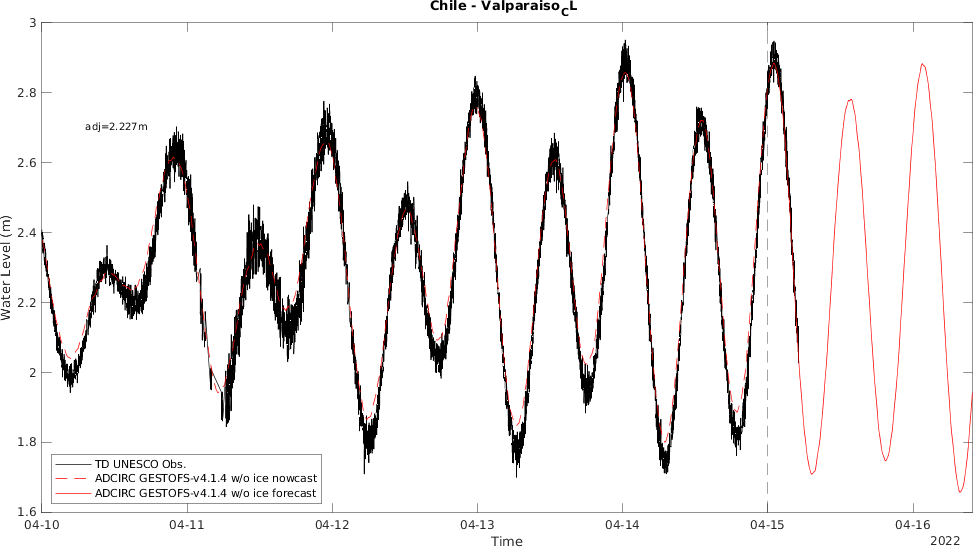 Chile - Valparaiso_CL
3
2.8
2.6
2.4
2.2
2
1.8
1.6
Water Level (m)
adj=2.227m
TD UNESCO Obs.
ADCIRC GESTOFS-v4.1.4 w/o ice nowcast
ADCIRC GESTOFS-v4.1.4 w/o ice forecast
04-10 04-11 04-12 04-13 04-14 04-15 04-16
Time
2022